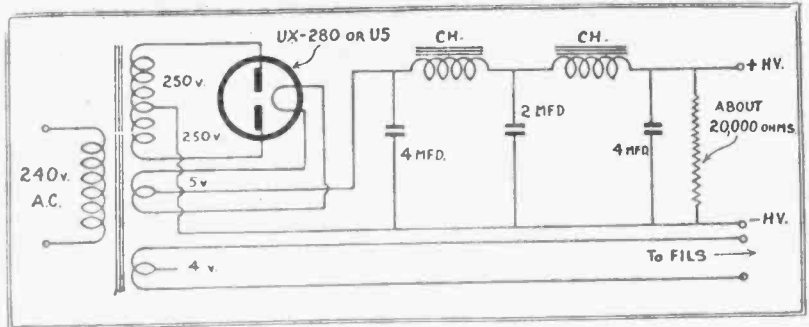 UX-280 OR U5
CH.
CH.
+ HV.
250 v.
250 v.
240 v.
A.C.
5 v
4 v.
4 MFD.
2 MFD
4 MFD
ABOUT
20,000 OHMS
- HV.
To FILS